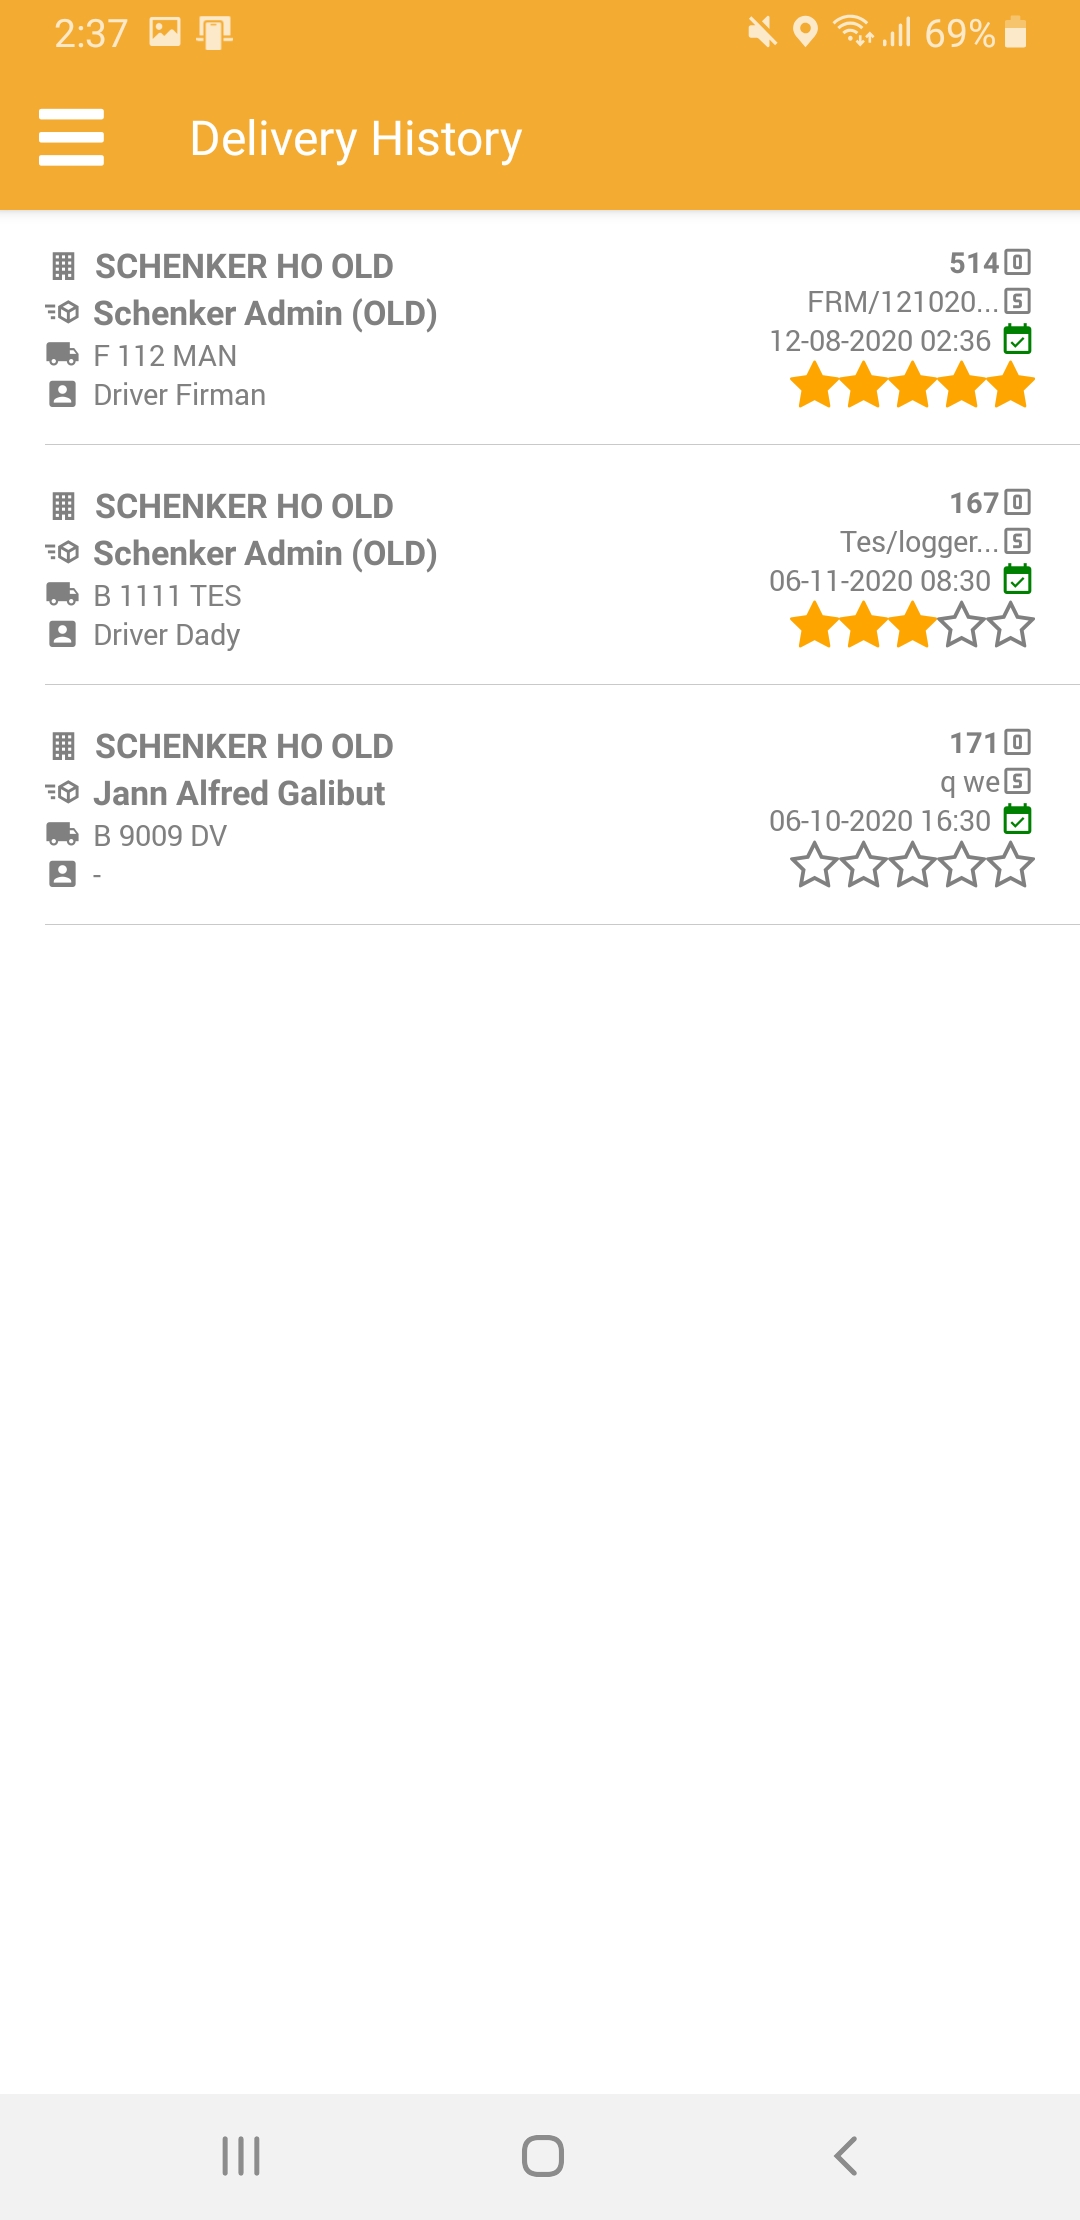 2:37 69%
Delivery History
SCHENKER HO OLD 514 O
Schenker Admin (OLD) FRM/121020... S
F 112 MAN 12-08-2020 02:36
Driver Firman
SCHENKER HO OLD 167 O
Schenker Admin (OLD) Tes/logger... S
B 1111 TES 06-11-2020 08:30
Driver Dady
SCHENKER HO OLD 171 O
Jann Alfred Galibut q we S
B 9009 DV 06-10-2020 16:30
-